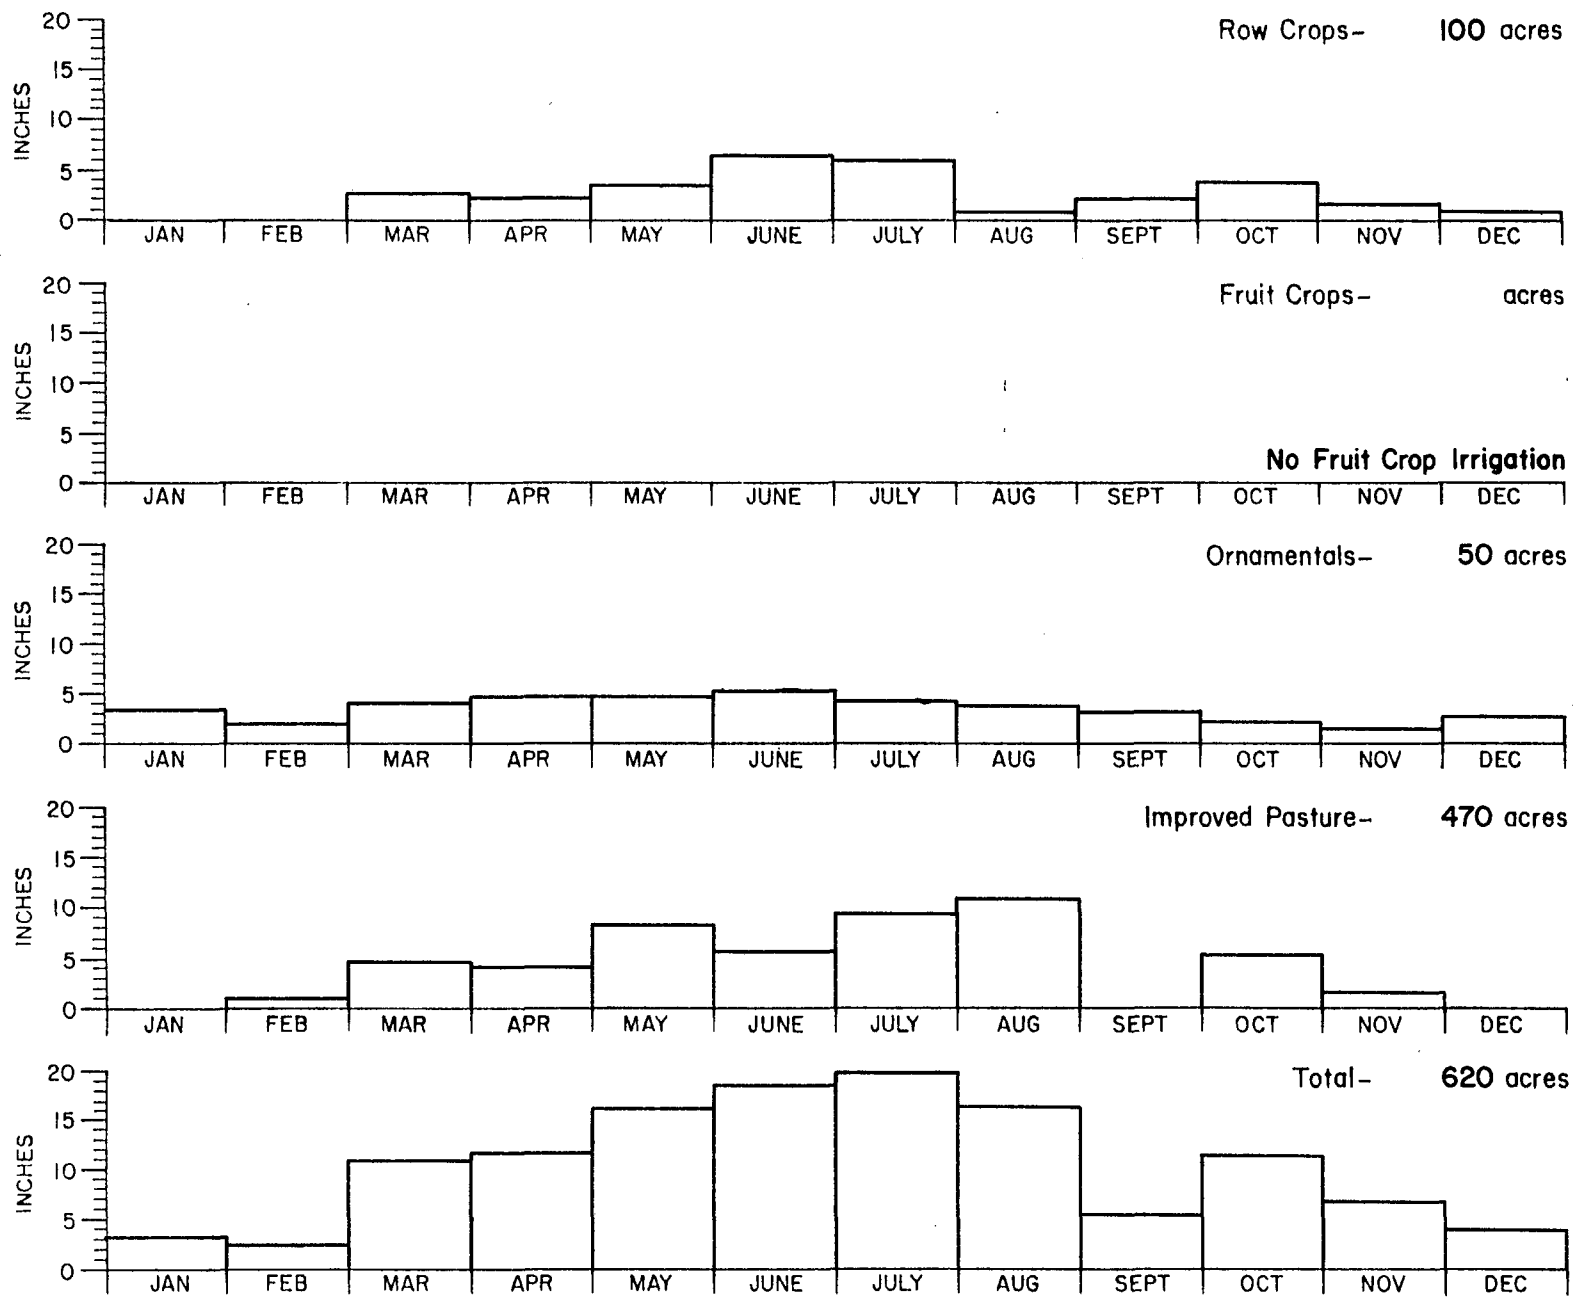 Row Crops– 100 acres
20
15
10
5
0
INCHES
JAN FEB MAR APR MAY JUNE JULY AUG SEPT OCT NOV DEC
Fruit Crops– acres
20
15
10
5
0
INCHES
No Fruit Crop Irrigation
JAN FEB MAR APR MAY JUNE JULY AUG SEPT OCT NOV DEC
Ornamentals– 50 acres
20
15
10
5
0
INCHES
JAN FEB MAR APR MAY JUNE JULY AUG SEPT OCT NOV DEC
Improved Pasture– 470 acres
20
15
10
5
0
INCHES
JAN FEB MAR APR MAY JUNE JULY AUG SEPT OCT NOV DEC
Total– 620 acres
20
15
10
5
0
INCHES
JAN FEB MAR APR MAY JUNE JULY AUG SEPT OCT NOV DEC